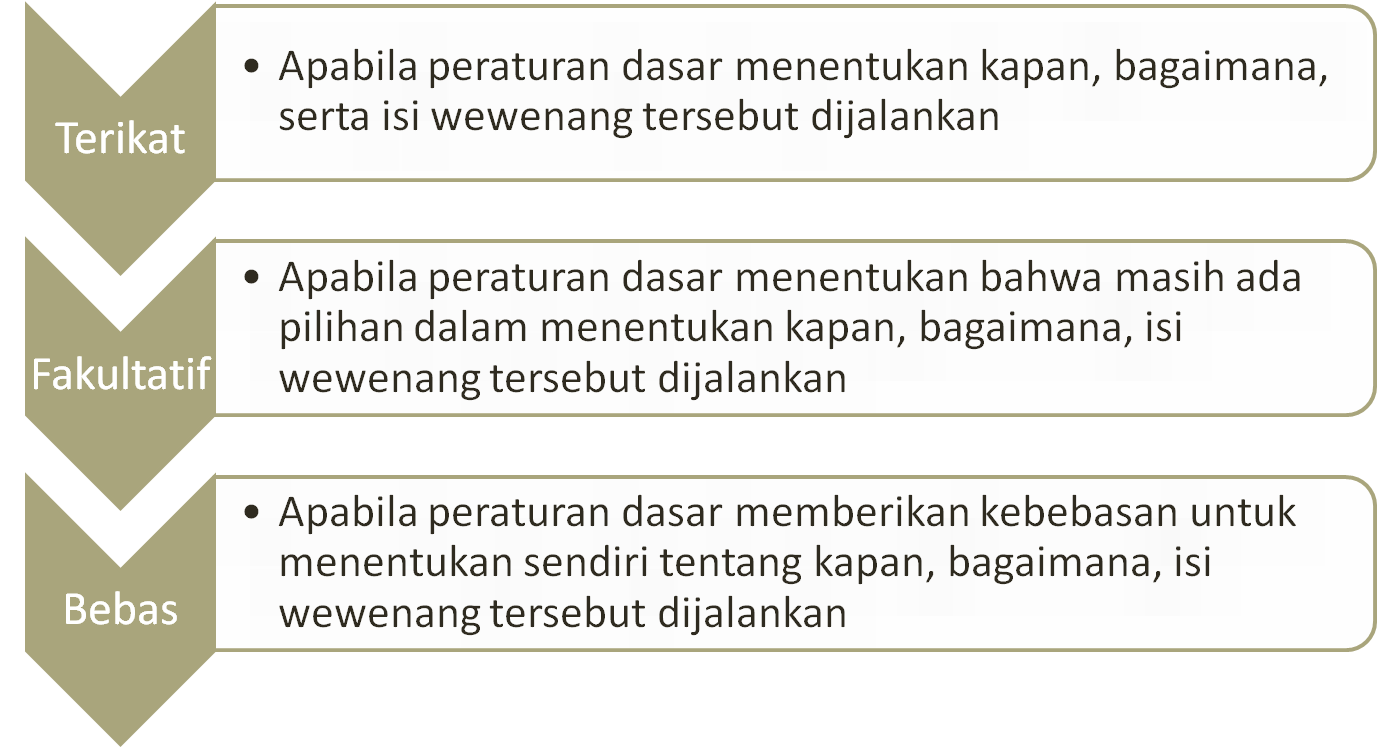 Terikat
• Apabila peraturan dasar menentukan kapan, bagaimana,
serta isi wewenang tersebut dijalankan
Fakultatif
• Apabila peraturan dasar menentukan bahwa masih ada
pilihan dalam menentukan kapan, bagaimana, isi
wewenang tersebut dijalankan
Bebas
• Apabila peraturan dasar memberikan kebebasan untuk
menentukan sendiri tentang kapan, bagaimana, isi
wewenang tersebut dijalankan